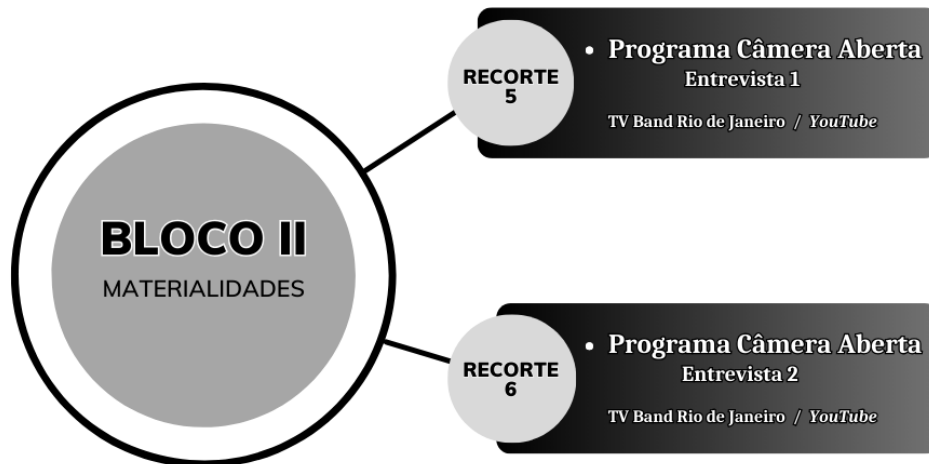 BLOCO II
MATERIALIDADES
RECORTE
5
• Programa Câmera Aberta
Entrevista 1
TV Band Rio de Janeiro / YouTube
RECORTE
6
• Programa Câmera Aberta
Entrevista 2
TV Band Rio de Janeiro / YouTube